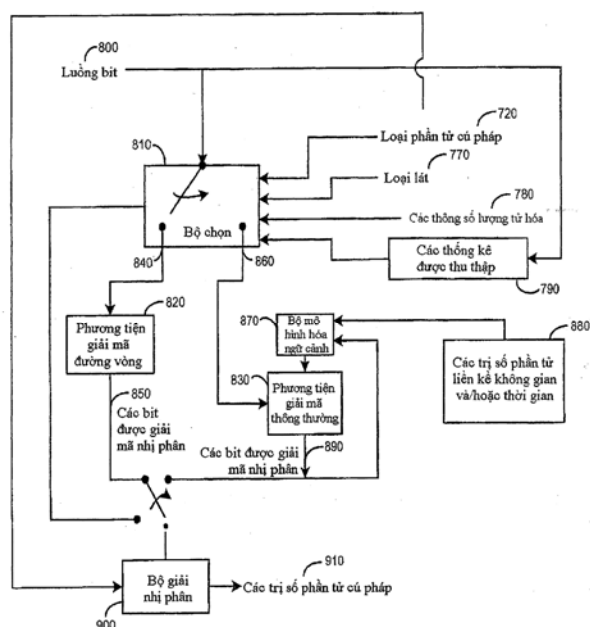 800
Luồng bit
720
Loại phần tử cú pháp
810
770
Loại lát
780
Các thông số lượng tử hóa
Bộ chọn
840
860
Các thống kê
được thu thập
790
820
Phương tiện
giải mã
đường vòng
870
Bộ mô
hình hóa
ngữ cảnh
880
Các trị số phần tử
liền kề không gian
và/hoặc thời gian
830
Phương tiện
giải mã
thông thường
850
Các bit
được giải
mã nhị phân
890
Các bit được giải
mã nhị phân
910
Bộ giải
nhị phân
Các trị số phần tử cú pháp
900